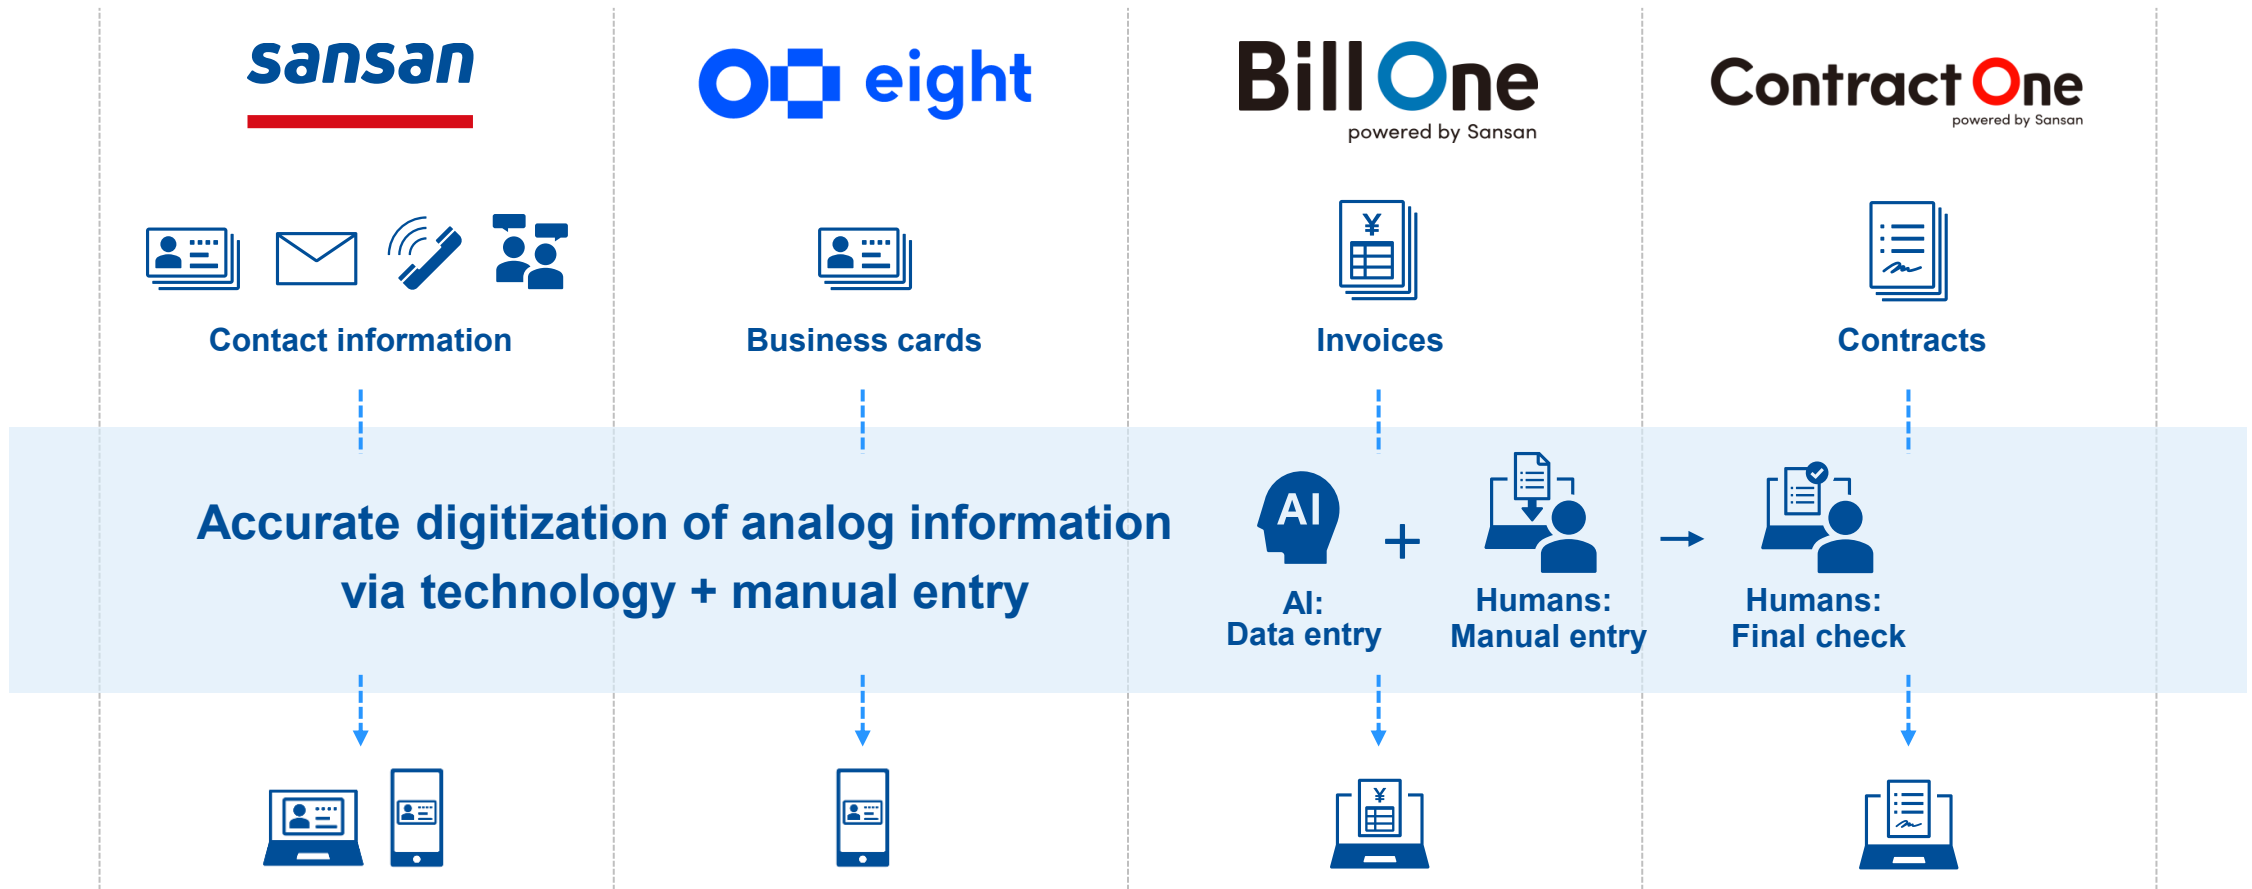 sansan
eight
Bill One
powered by Sansan
Contract One
powered by Sansan
Contact information
Business cards
¥
Invoices
Contracts
Accurate digitization of analog information
via technology + manual entry
AI
+
AI:
Data entry
Humans:
Manual entry
Humans:
Final check
¥